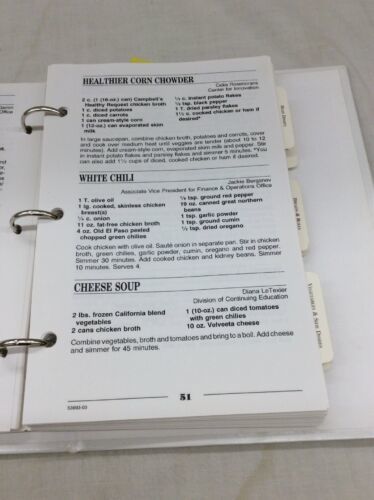 HEALTHIER CORN CHOWDER
Celia Rosencrans
Center for Innovation
2 c. (1 (16-oz.) can) Campbell's
Healthy Request chicken broth
1 c. diced potatoes
1 c. diced carrots
1 can cream-style corn
1 (12-oz.) can evaporated skim
milk
⅓ c. instant potato flakes
½ tsp. black pepper
1 T. dried parsley flakes
1½ c. cooked chicken or ham if
desired*
In large saucepan, combine chicken broth, potatoes and carrots, cover
and cook over medium heat until veggies are tender (about 10 to 12
minutes). Add cream-style corn, evaporated skim milk and pepper. Stir
in instant potato flakes and parsley flakes and simmer 5 minutes. *You
can also add 1½ cups of diced, cooked chicken or ham if desired.
WHITE CHILI
Jackie Bergenev
Associate Vice President for Finance & Operations Office
1 T. olive oil
1 lg. cooked, skinless chicken
breast(s)
¼ c. onion
11 oz. fat-free chicken broth
4 oz. Old El Paso peeled
chopped green chilies
⅛ tsp. ground red pepper
19 oz. canned great northern
beans
1 tsp. garlic powder
1 tsp. ground cumin
½ tsp. dried oregano
Cook chicken with olive oil. Sauté onion in separate pan. Stir in chicken
broth, green chilies, garlic powder, cumin, oregano and red pepper.
Simmer 30 minutes. Add cooked chicken and kidney beans. Simmer
10 minutes. Serves 4.
CHEESE SOUP
Diana LeTexier
Division of Continuing Education
2 lbs. frozen California blend
vegetables
2 cans chicken broth
1 (10-oz.) can diced tomatoes
with green chilies
10 oz. Velveeta cheese
Combine vegetables, broth and tomatoes and bring to a boil. Add cheese
and simmer for 45 minutes.
53693-03
51
Main Dishes
Breads & Rolls
Vegetables & Side Dishes
Office